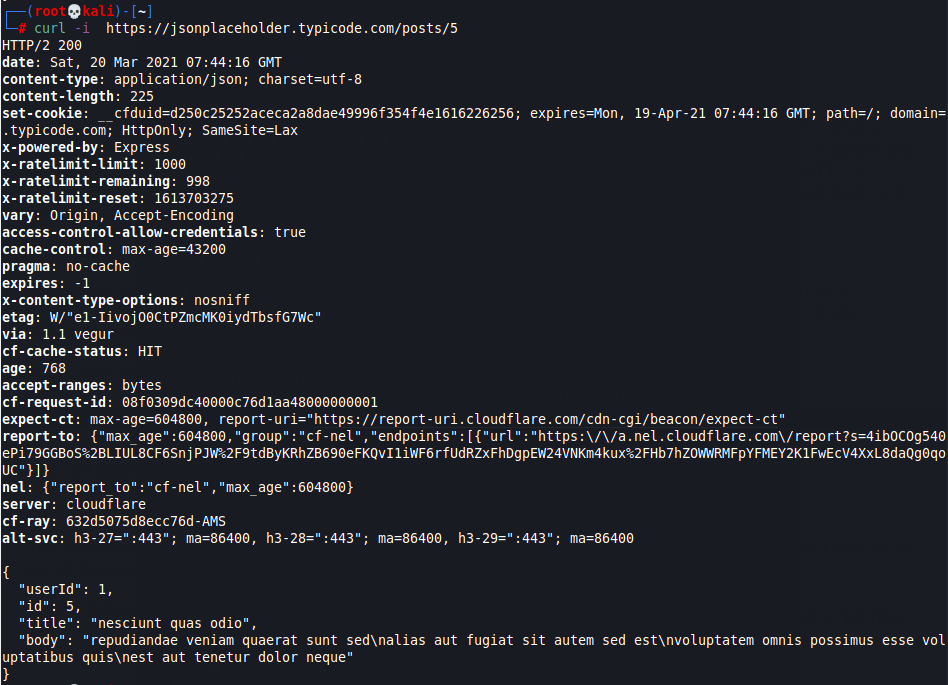 ┌──(root💀kali)-[~]
└─# curl -i  https://jsonplaceholder.typicode.com/posts/5
HTTP/2 200
date: Sat, 20 Mar 2021 07:44:16 GMT
content-type: application/json; charset=utf-8
content-length: 225
set-cookie: __cfduid=d250c25252aceca2a8dae49996f354f4e1616226256; expires=Mon, 19-Apr-21 07:44:16 GMT; path=/; domain=
.typicode.com; HttpOnly; SameSite=Lax
x-powered-by: Express
x-ratelimit-limit: 1000
x-ratelimit-remaining: 998
x-ratelimit-reset: 1613703275
vary: Origin, Accept-Encoding
access-control-allow-credentials: true
cache-control: max-age=43200
pragma: no-cache
expires: -1
x-content-type-options: nosniff
etag: W/"e1-IivojO0CtPZmcMK0iydTbsfG7Wc"
via: 1.1 vegur
cf-cache-status: HIT
age: 768
accept-ranges: bytes
cf-request-id: 08f0309dc40000c76d1aa48000000001
expect-ct: max-age=604800, report-uri="https://report-uri.cloudflare.com/cdn-cgi/beacon/expect-ct"
report-to: {"max_age":604800,"group":"cf-nel","endpoints":[{"url":"https:\/\/a.nel.cloudflare.com\/report?s=4ibOCOg540
ePi79GGBoS%2BLIUL8CF6SnjPJW%2F9tdByKRhZB690eFKQvI1iWF6rfUdRZxFhDgpEW24VNKm4kux%2FHb7hZOWWRMFpYFMEY2K1FwEcV4XxL8daQg0qo
UC"}]}
nel: {"report_to":"cf-nel","max_age":604800}
server: cloudflare
cf-ray: 632d5075d8ecc76d-AMS
alt-svc: h3-27=":443"; ma=86400, h3-28=":443"; ma=86400, h3-29=":443"; ma=86400
{
  "userId": 1,
  "id": 5,
  "title": "nesciunt quas odio",
  "body": "repudiandae veniam quaerat sunt sed\nalias aut fugiat sit autem sed est\nvoluptatem omnis possimus esse vol
uptatibus quis\nest aut tenetur dolor neque"
}